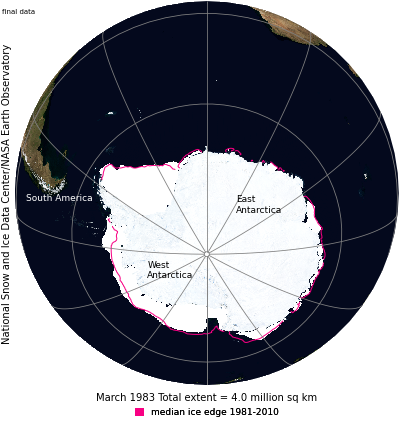 final data
National Snow and Ice Data Center/NASA Earth Observatory
South America
East
Antarctica
West
Antarctica
March 1983 Total extent = 4.0 million sq km
median ice edge 1981-2010